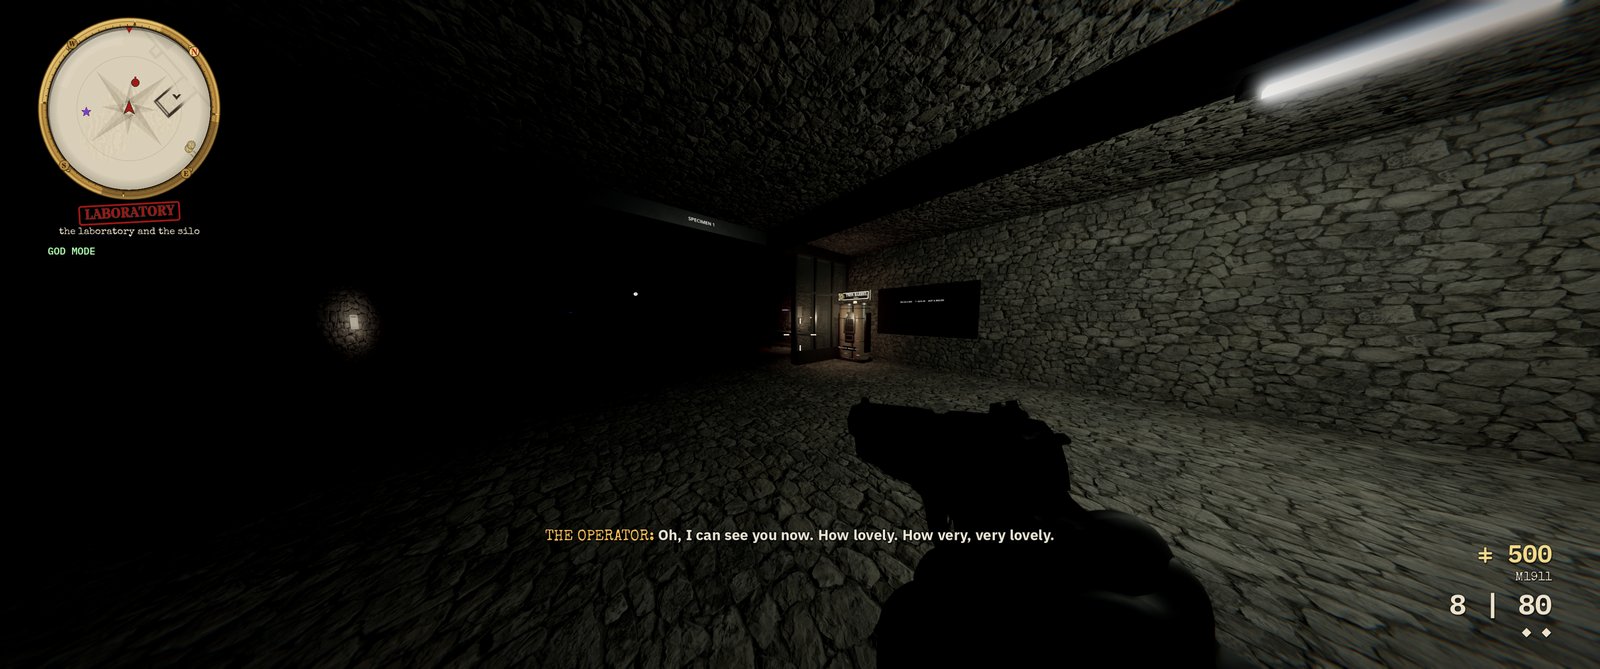 W
N
S
E
LABORATORY
the laboratory and the silo
GOD MODE
SPECIMEN 1
THE OPERATOR: Oh, I can see you now. How lovely. How very, very lovely.
‡ 500
M1911
8 | 80